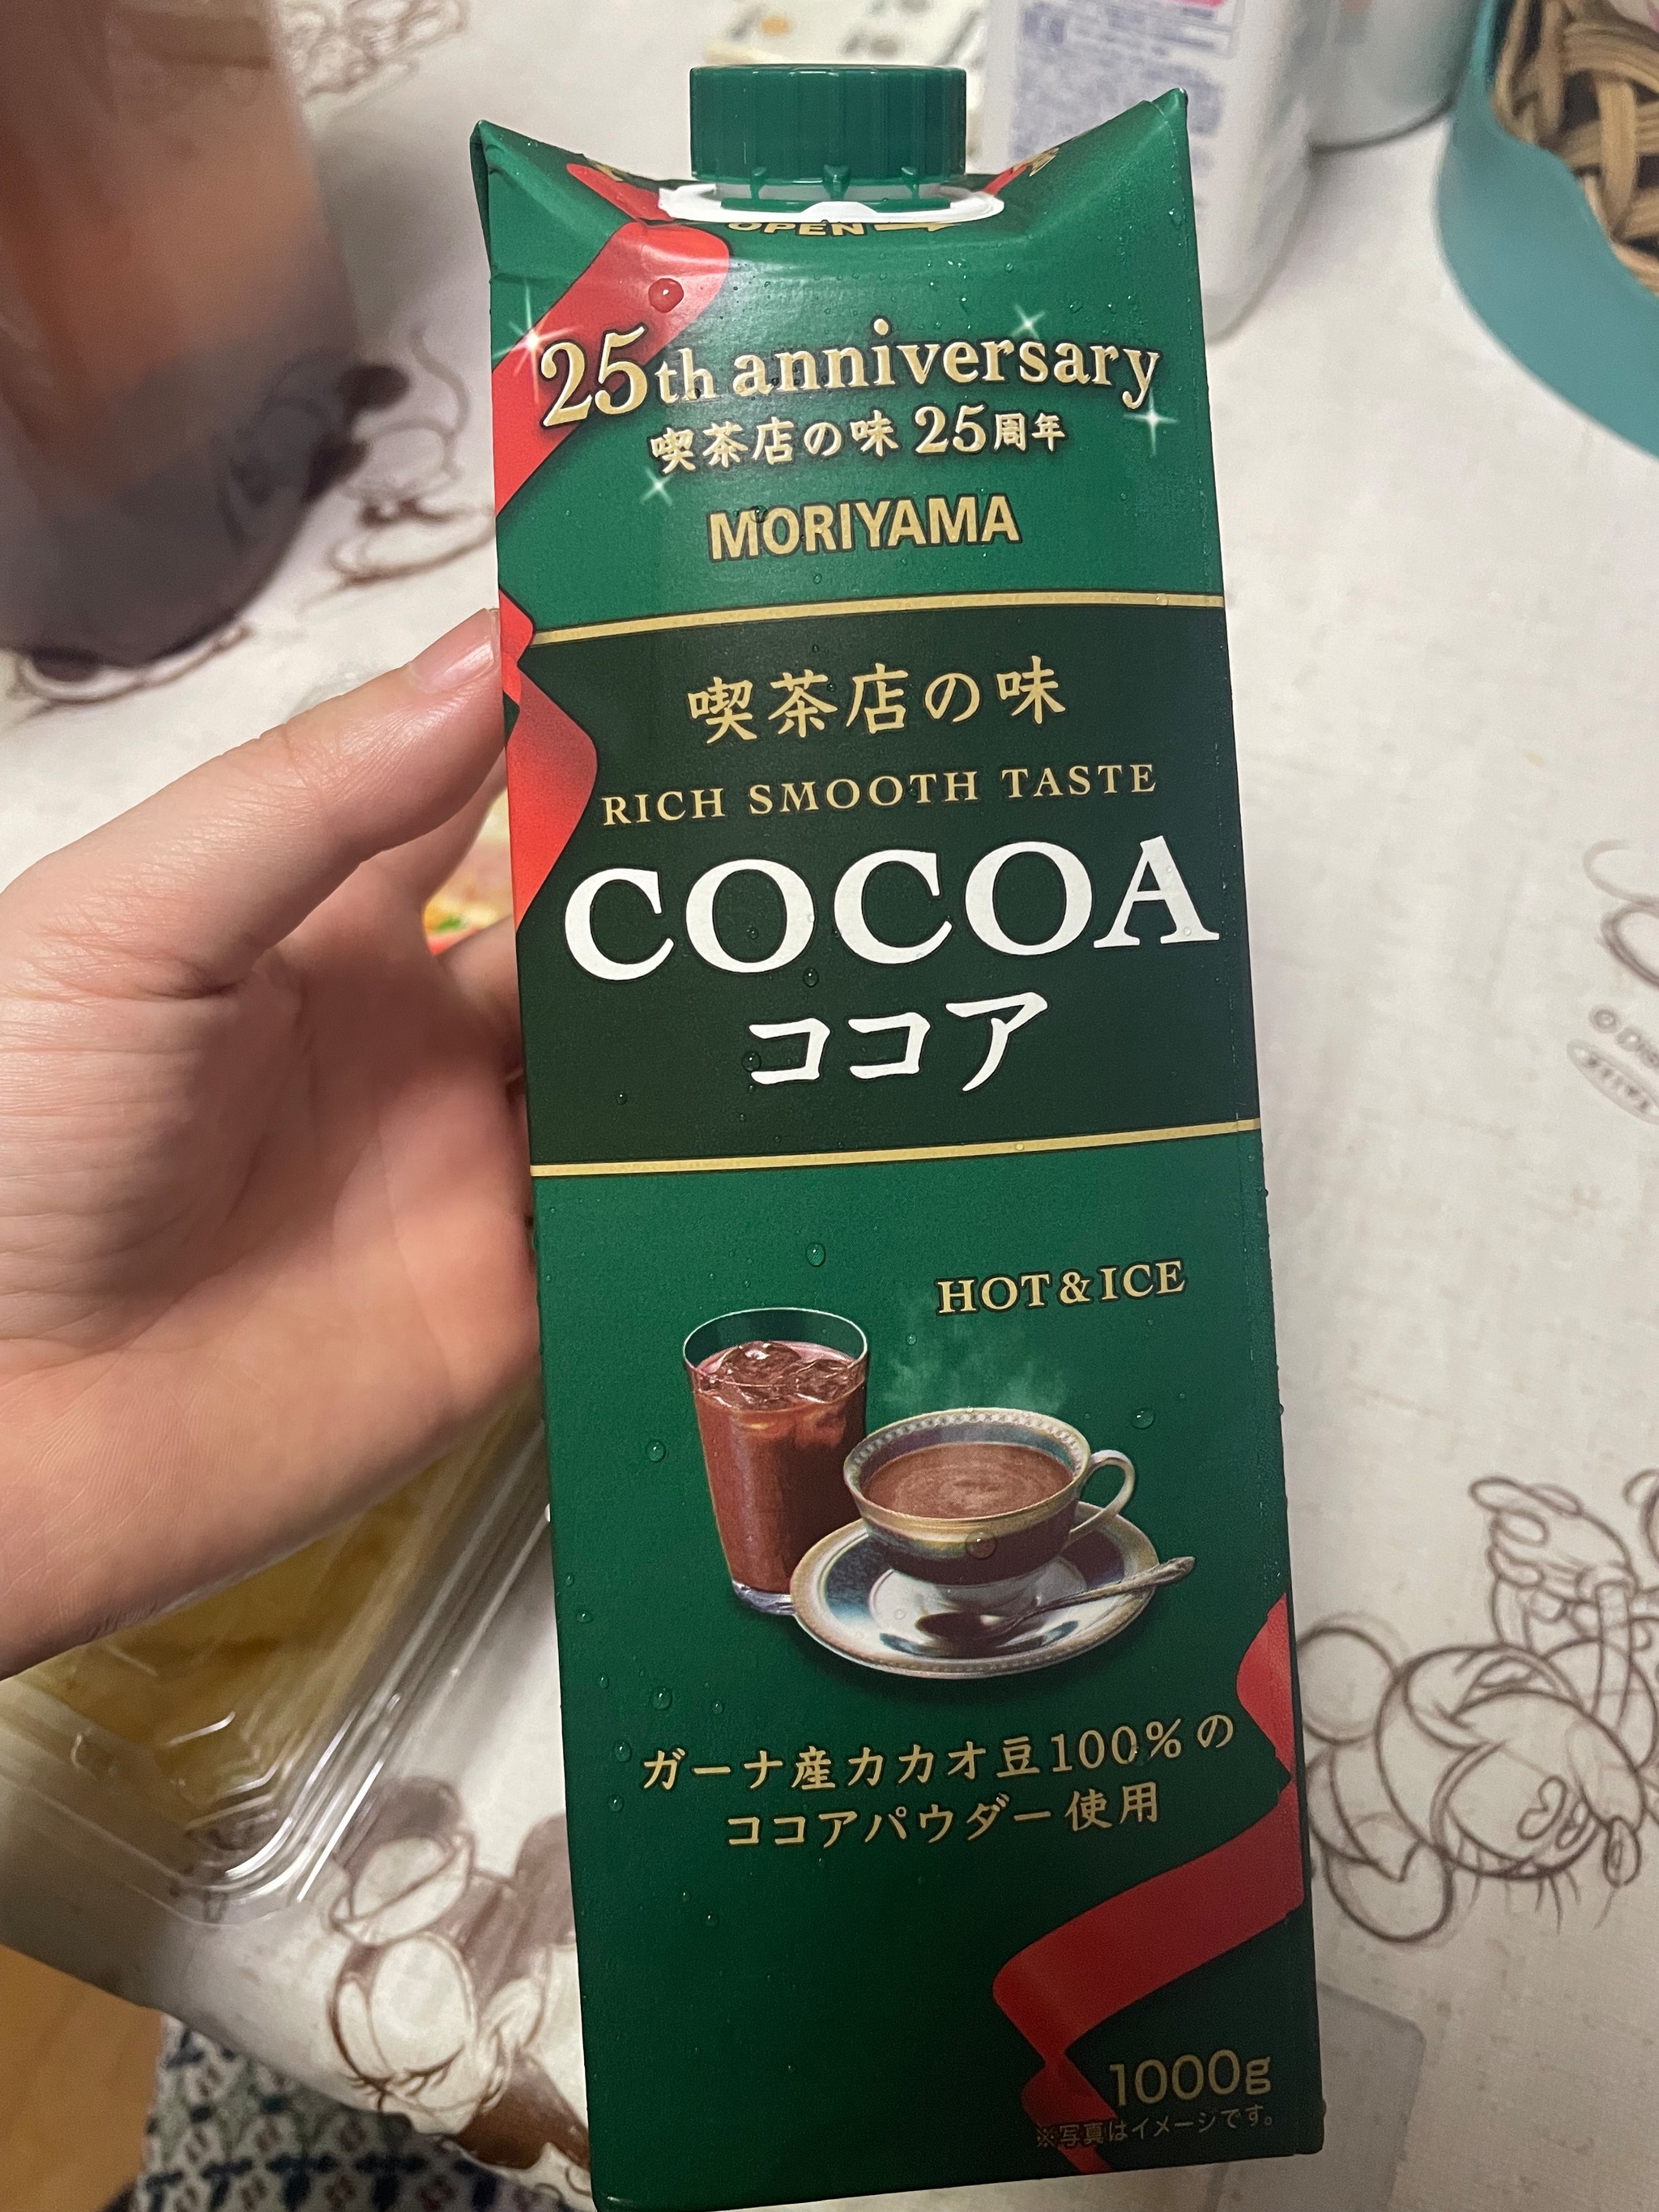 OPEN
25th anniversary
喫茶店の味 25周年
MORIYAMA
喫茶店の味
RICH SMOOTH TASTE
COCOA
ココア
HOT&ICE
ガーナ産カカオ豆100%の
ココアパウダー使用
1000g
※写真はイメージです。